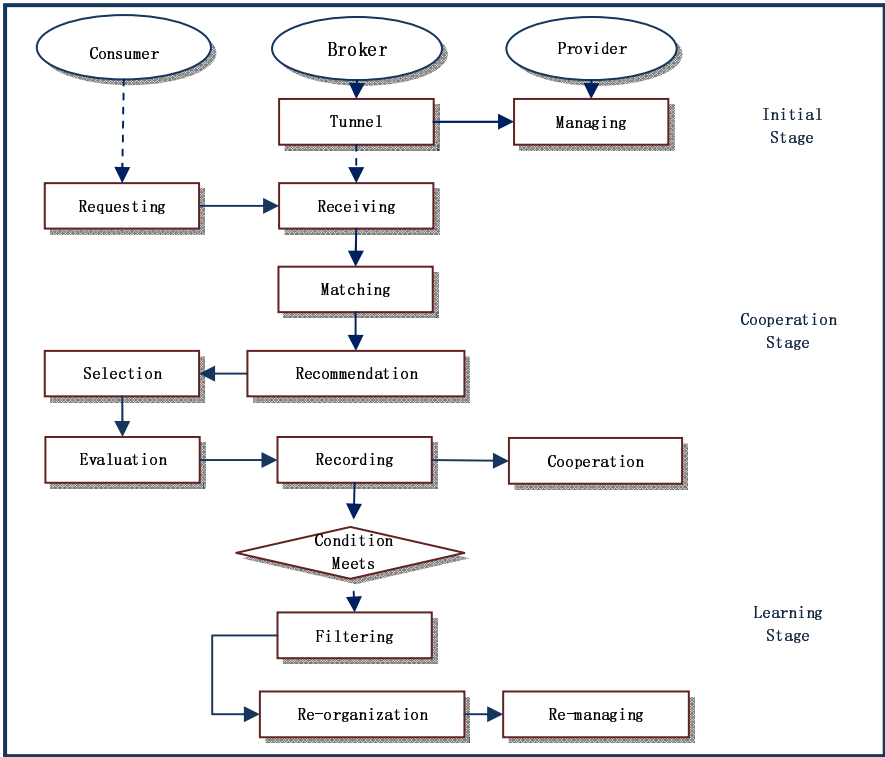 Consumer
Broker
Provider
Tunnel
Managing
Initial
Stage
Requesting
Receiving
Matching
Cooperation
Stage
Selection
Recommendation
Evaluation
Recording
Cooperation
Condition
Meets
Filtering
Learning
Stage
Re-organization
Re-managing